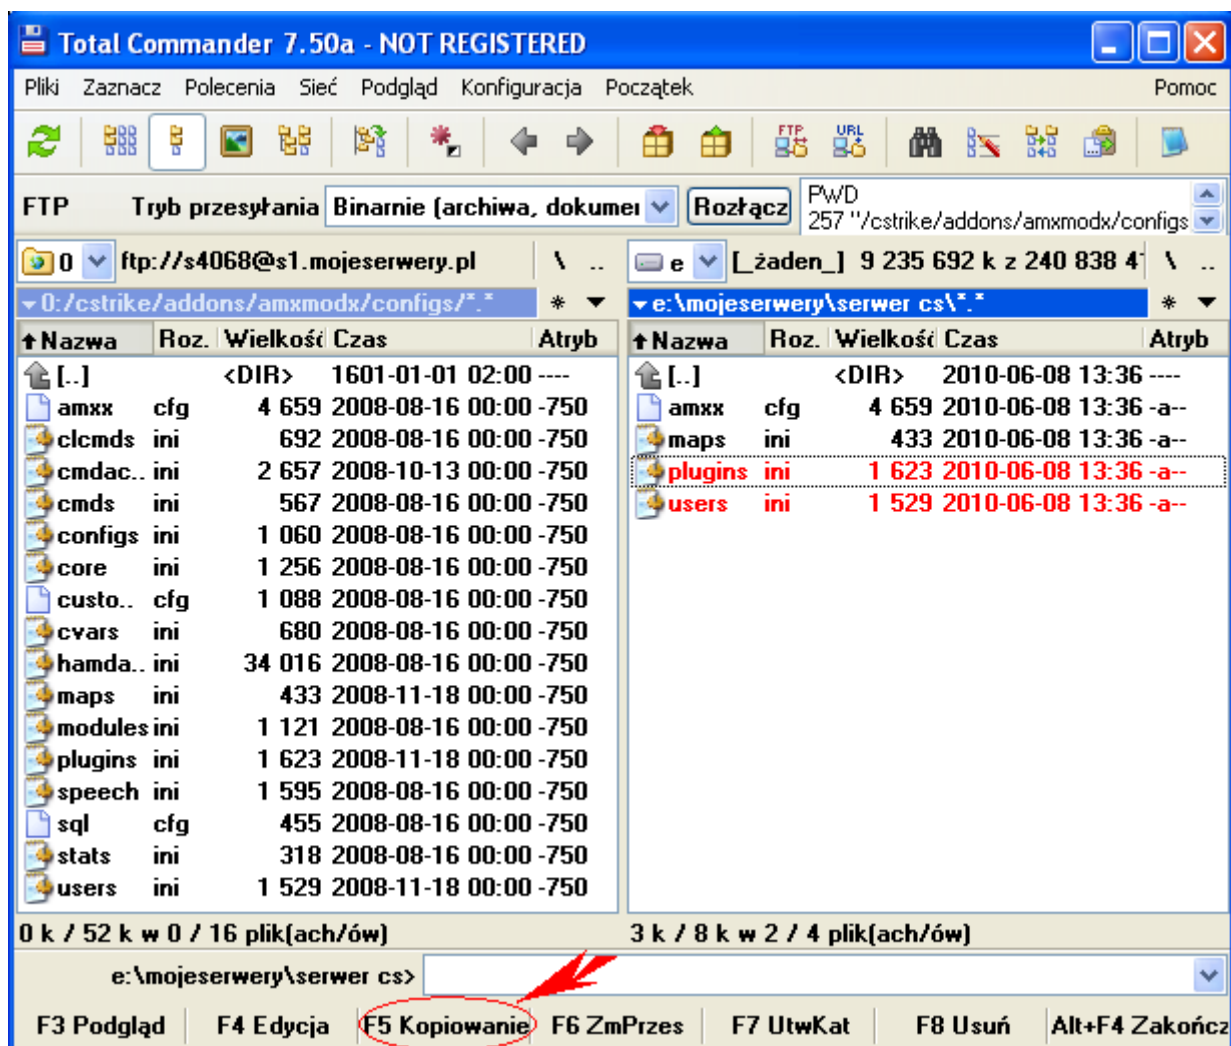 Total Commander 7.50a - NOT REGISTERED
Pliki Zaznacz Polecenia Sieć Podgląd Konfiguracja Początek Pomoc
FTP URL
FTP Tryb przesyłania Binarnie (archiwa, dokumei Rozłącz PWD
257 "/cstrike/addons/amxmodx/configs
0 ftp://s4068@s1.mojeserwery.pl \ .. e [_żaden_] 9 235 692 k z 240 838 4 \ ..
0:/cstrike/addons/amxmodx/configs/*.* * e:\mojeserwery\serwer cs\*.* *
Nazwa Roz. Wielkość Czas Atryb Nazwa Roz. Wielkość Czas Atryb
[..] <DIR> 1601-01-01 02:00 ---- [..] <DIR> 2010-06-08 13:36 ----
amxx cfg 4 659 2008-08-16 00:00 -750 amxx cfg 4 659 2010-06-08 13:36 -a--
clcmds ini 692 2008-08-16 00:00 -750 maps ini 433 2010-06-08 13:36 -a--
cmdac.. ini 2 657 2008-10-13 00:00 -750 plugins ini 1 623 2010-06-08 13:36 -a--
cmds ini 567 2008-08-16 00:00 -750 users ini 1 529 2010-06-08 13:36 -a--
configs ini 1 060 2008-08-16 00:00 -750
core ini 1 256 2008-08-16 00:00 -750
custo.. cfg 1 088 2008-08-16 00:00 -750
cvars ini 680 2008-08-16 00:00 -750
hamda.. ini 34 016 2008-08-16 00:00 -750
maps ini 433 2008-11-18 00:00 -750
modules ini 1 121 2008-08-16 00:00 -750
plugins ini 1 623 2008-11-18 00:00 -750
speech ini 1 595 2008-08-16 00:00 -750
sql cfg 455 2008-08-16 00:00 -750
stats ini 318 2008-08-16 00:00 -750
users ini 1 529 2008-11-18 00:00 -750
0 k / 52 k w 0 / 16 plik(ach/ów) 3 k / 8 k w 2 / 4 plik(ach/ów)
e:\mojeserwery\serwer cs>
F3 Podgląd F4 Edycja F5 Kopiowanie F6 ZmPrzes F7 UtwKat F8 Usuń Alt+F4 Zakończ